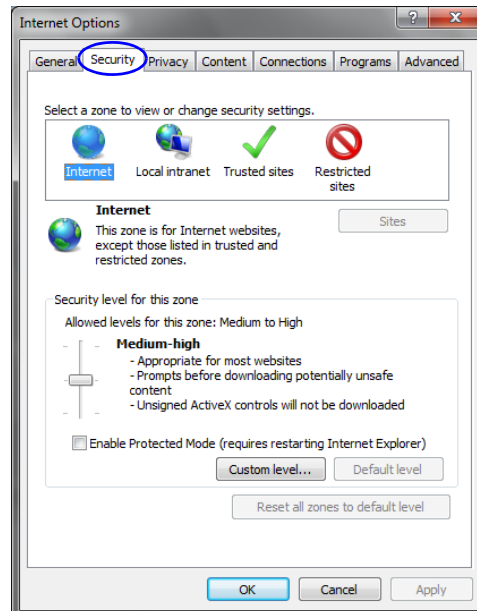 Internet Options
? X
General Security Privacy Content Connections Programs Advanced
Select a zone to view or change security settings.
Internet Local intranet Trusted sites Restricted
sites
Internet
Sites
This zone is for Internet websites,
except those listed in trusted and
restricted zones.
Security level for this zone
Allowed levels for this zone: Medium to High
Medium-high
- Appropriate for most websites
- Prompts before downloading potentially unsafe
content
- Unsigned ActiveX controls will not be downloaded
Enable Protected Mode (requires restarting Internet Explorer)
Custom level... Default level
Reset all zones to default level
OK Cancel Apply